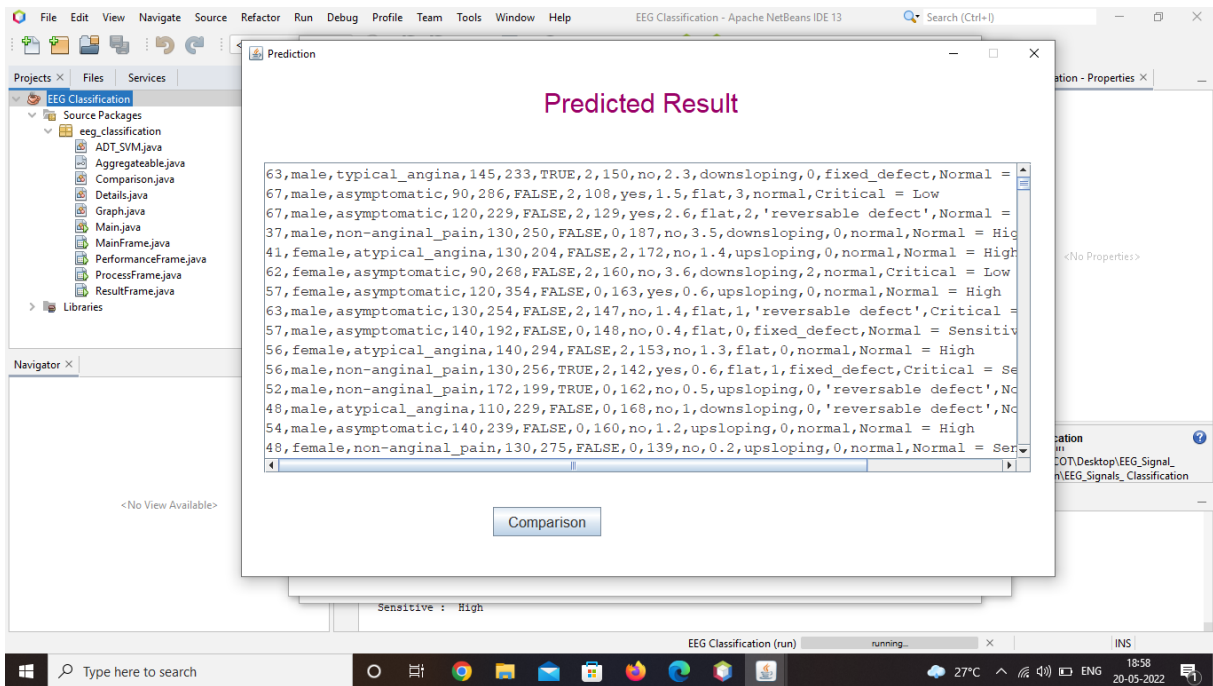 File Edit View Navigate Source Refactor Run Debug Profile Team Tools Window Help EEG Classification - Apache NetBeans IDE 13 Search (Ctrl+I)
Prediction
Projects Files Services
ation - Properties
EEG Classification
Source Packages
eeg_classification
ADT_SVM.java
Aggregateable.java
Comparison.java
Details.java
Graph.java
Main.java
MainFrame.java
PerformanceFrame.java
ProcessFrame.java
ResultFrame.java
Libraries
Navigator
<No View Available>
Predicted Result
63,male,typical_angina,145,233,TRUE,2,150,no,2.3,downsloping,0,fixed_defect,Normal =
67,male,asymptomatic,90,286,FALSE,2,108,yes,1.5,flat,3,normal,Critical = Low
67,male,asymptomatic,120,229,FALSE,2,129,yes,2.6,flat,2,'reversable defect',Normal =
37,male,non-anginal_pain,130,250,FALSE,0,187,no,3.5,downsloping,0,normal,Normal = Hig
41,female,atypical_angina,130,204,FALSE,2,172,no,1.4,upsloping,0,normal,Normal = High
62,female,asymptomatic,90,268,FALSE,2,160,no,3.6,downsloping,2,normal,Critical = Low
57,female,asymptomatic,120,354,FALSE,0,163,yes,0.6,upsloping,0,normal,Normal = High
63,male,asymptomatic,130,254,FALSE,2,147,no,1.4,flat,1,'reversable defect',Critical =
57,male,asymptomatic,140,192,FALSE,0,148,no,0.4,flat,0,fixed_defect,Normal = Sensitiv
56,female,atypical_angina,140,294,FALSE,2,153,no,1.3,flat,0,normal,Normal = High
56,male,non-anginal_pain,130,256,TRUE,2,142,yes,0.6,flat,1,fixed_defect,Critical = Se
52,male,non-anginal_pain,172,199,TRUE,0,162,no,0.5,upsloping,0,'reversable defect',No
48,male,atypical_angina,110,229,FALSE,0,168,no,1,downsloping,0,'reversable defect',No
54,male,asymptomatic,140,239,FALSE,0,160,no,1.2,upsloping,0,normal,Normal = High
48,female,non-anginal_pain,130,275,FALSE,0,139,no,0.2,upsloping,0,normal,Normal = Sen
Comparison
<No Properties>
cation
COT\Desktop\EEG_Signal_
n\EEG_Signals_ Classification
Sensitive : High
EEG Classification (run) running... INS
Type here to search 27°C ENG 18:58
20-05-2022